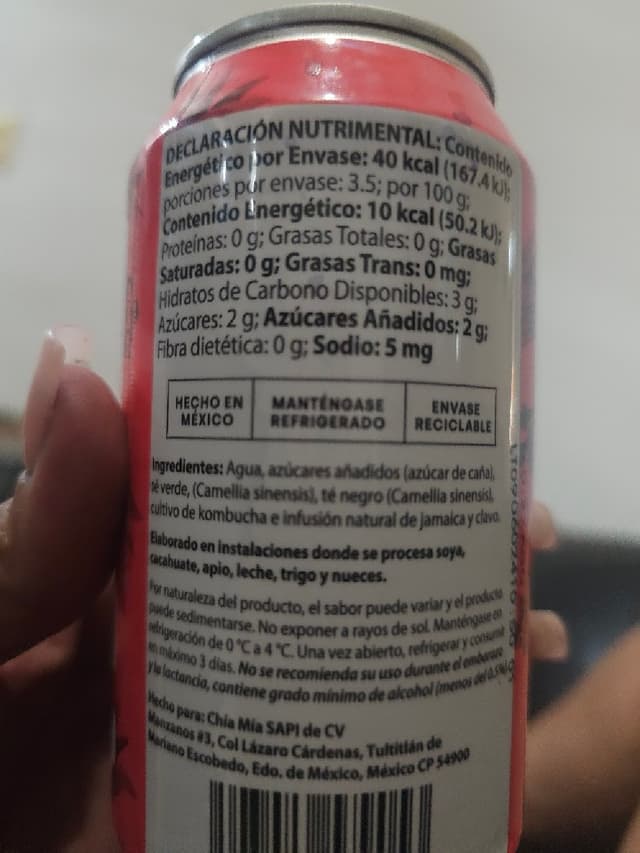 DECLARACIÓN NUTRIMENTAL: Contenido
Energético por Envase: 40 kcal (167.4 kJ);
porciones por envase: 3.5; por 100 g;
Contenido Energético: 10 kcal (50.2 kJ);
Proteínas: 0 g; Grasas Totales: 0 g; Grasas
Saturadas: 0 g; Grasas Trans: 0 mg;
Hidratos de Carbono Disponibles: 3 g;
Azúcares: 2 g; Azúcares Añadidos: 2 g;
Fibra dietética: 0 g; Sodio: 5 mg
HECHO EN
MÉXICO
MANTÉNGASE
REFRIGERADO
ENVASE
RECICLABLE
Ingredientes: Agua, azúcares añadidos (azúcar de caña),
té verde, (Camellia sinensis), té negro (Camellia sinensis),
cultivo de kombucha e infusión natural de jamaica y clavo.
Elaborado en instalaciones donde se procesa soya,
cacahuate, apio, leche, trigo y nueces.
Por naturaleza del producto, el sabor puede variar y el producto
puede sedimentarse. No exponer a rayos de sol. Manténgase en
refrigeración de 0 °C a 4 °C. Una vez abierto, refrigerar y consumir
en máximo 3 días. No se recomienda su uso durante el embarazo
y la lactancia, contiene grado mínimo de alcohol (menos del 0.5%)
Hecho para: Chía Mía SAPI de CV
Manzanos #3, Col Lázaro Cárdenas, Tultitlán de
Mariano Escobedo, Edo. de México, México CP 54900